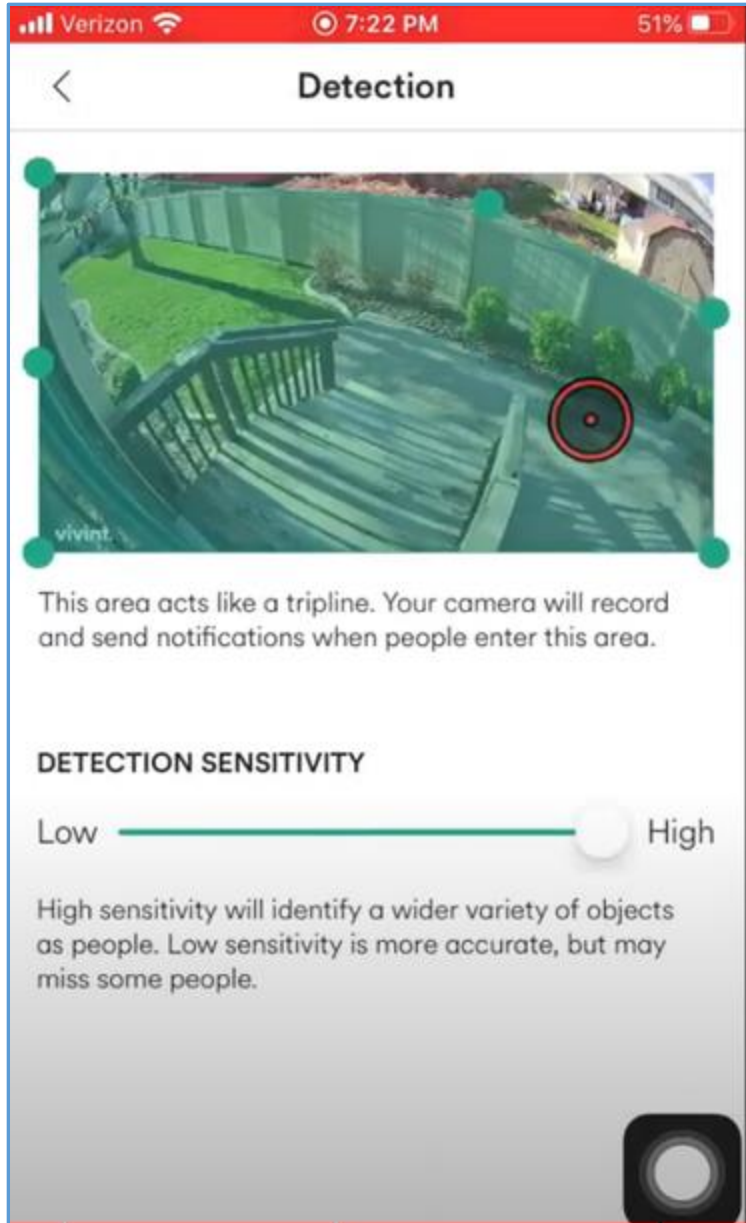 Verizon 7:22 PM 51%
Detection
vivint.
This area acts like a tripline. Your camera will record
and send notifications when people enter this area.
DETECTION SENSITIVITY
Low High
High sensitivity will identify a wider variety of objects
as people. Low sensitivity is more accurate, but may
miss some people.